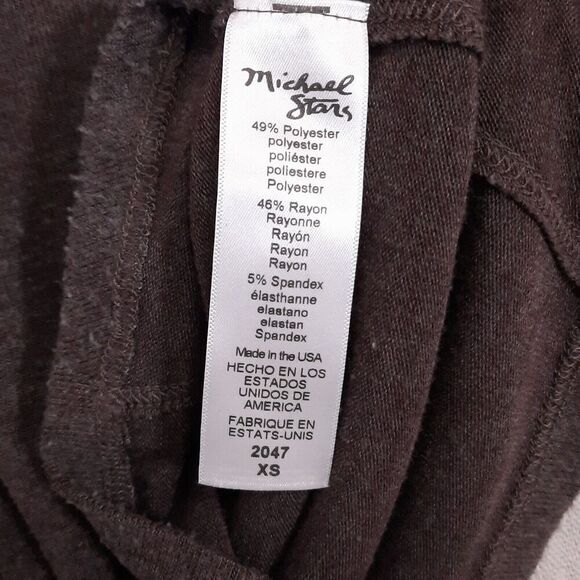 Michael
Stars
49% Polyester
polyester
poliéster
poliestere
Polyester
46% Rayon
Rayonne
Rayón
Rayon
Rayon
5% Spandex
élasthanne
elastano
elastan
Spandex
Made in the USA
HECHO EN LOS
ESTADOS
UNIDOS DE
AMERICA
FABRIQUE EN
ESTATS-UNIS
2047
XS